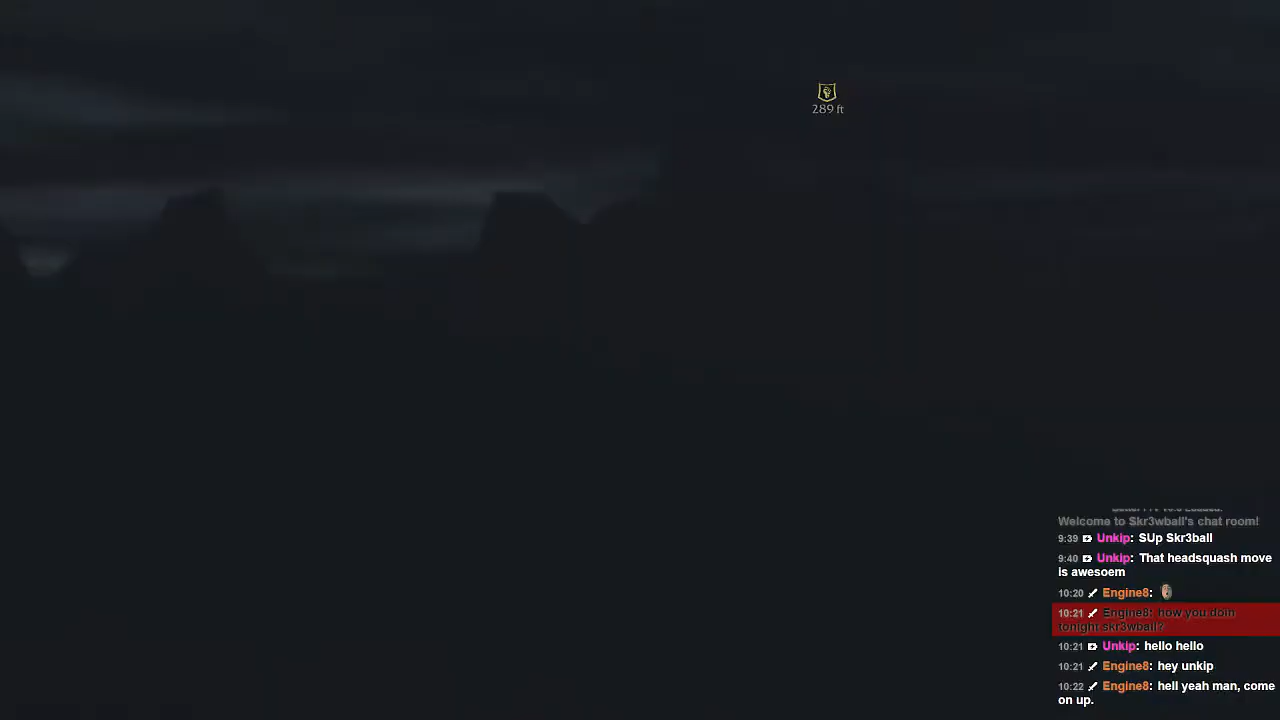 289 ft
Welcome to Skr3wball's chat room!
9:39 Unkip: SUp Skr3ball
9:40 Unkip: That headsquash move
is awesoem
10:20 Engine8:
10:21 Engine8: how you doin
tonight skr3wball?
10:21 Unkip: hello hello
10:21 Engine8: hey unkip
10:22 Engine8: hell yeah man, come
on up.